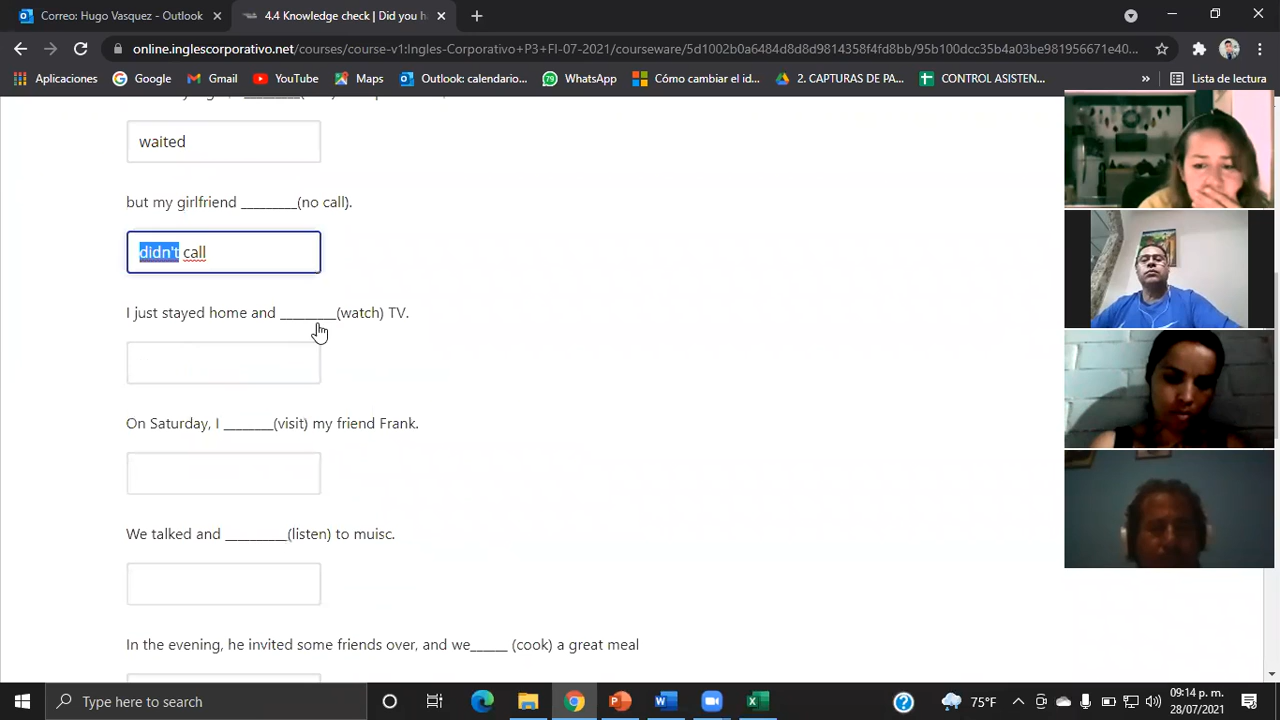 Correo: Hugo Vasquez - Outlook
4.4 Knowledge check | Did you h
online.inglescorporativo.net/courses/course-v1:Ingles-Corporativo+P3+FI-07-2021/courseware/5d1002b0a6484d8d8d9814358f4fd8bb/95b100dcc35b4a03be981956671e40...
Aplicaciones Google Gmail YouTube Maps Outlook: calendario... WhatsApp Cómo cambiar el id... 2. CAPTURAS DE PA... CONTROL ASISTEN... » Lista de lectura
waited
but my girlfriend _________(no call).
didn't call
I just stayed home and _________(watch) TV.
On Saturday, I ________(visit) my friend Frank.
We talked and __________(listen) to muisc.
In the evening, he invited some friends over, and we______ (cook) a great meal
Type here to search
75°F
09:14 p. m.
28/07/2021